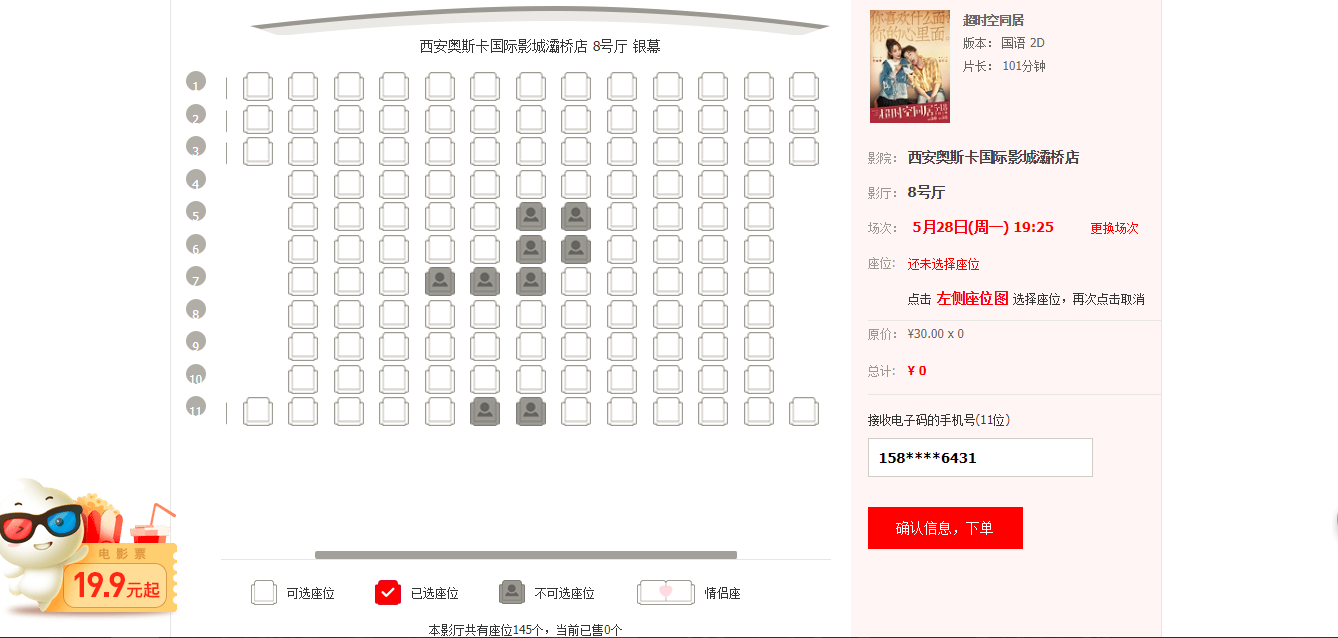 西安奥斯卡国际影城灞桥店 8号厅 银幕
1
2
3
4
5
6
7
8
9
10
11
可选座位
已选座位
不可选座位
情侣座
本影厅共有座位145个，当前已售0个
电影票
19.9元起
你喜欢什么面
你的心里面
超时空同居
超时空同居
版本： 国语 2D
片长： 101分钟
影院： 西安奥斯卡国际影城灞桥店
影厅： 8号厅
场次： 5月28日(周一) 19:25 更换场次
座位: 还未选择座位
点击 左侧座位图 选择座位，再次点击取消
原价： ¥30.00 x 0
总计: ¥ 0
接收电子码的手机号(11位)
158****6431
确认信息，下单